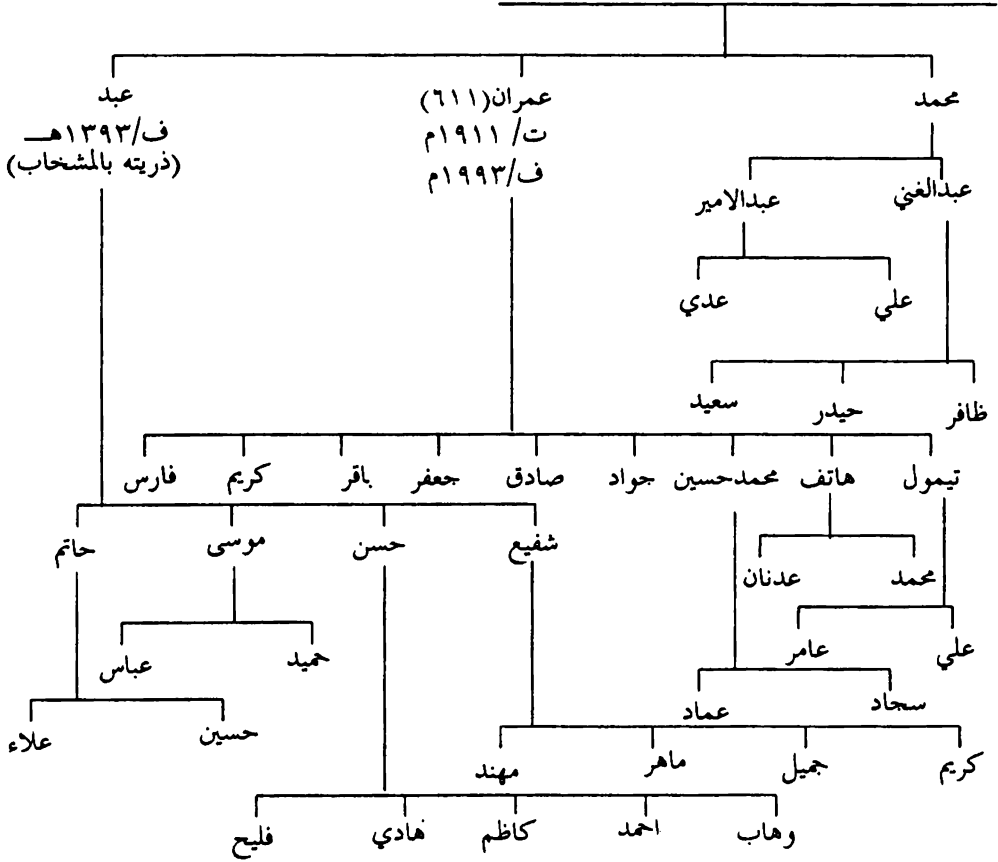 محمد عمران(٦١١) عبد
ت/ ١٩١١م ف/١٣٩٣هـ
ف/١٩٩٣م (ذريته بالمشخاب)
عبدالغني عبدالامير
علي عدي
ظافر حيدر سعيد
تيمول هاتف محمدحسين جواد صادق جعفر باقر كريم فارس
شفيع حسن موسى حاتم
محمد عدنان
علي عامر
حميد عباس
سجاد عماد
حسين علاء
كريم جميل ماهر مهند
وهاب احمد كاظم هادي فليح